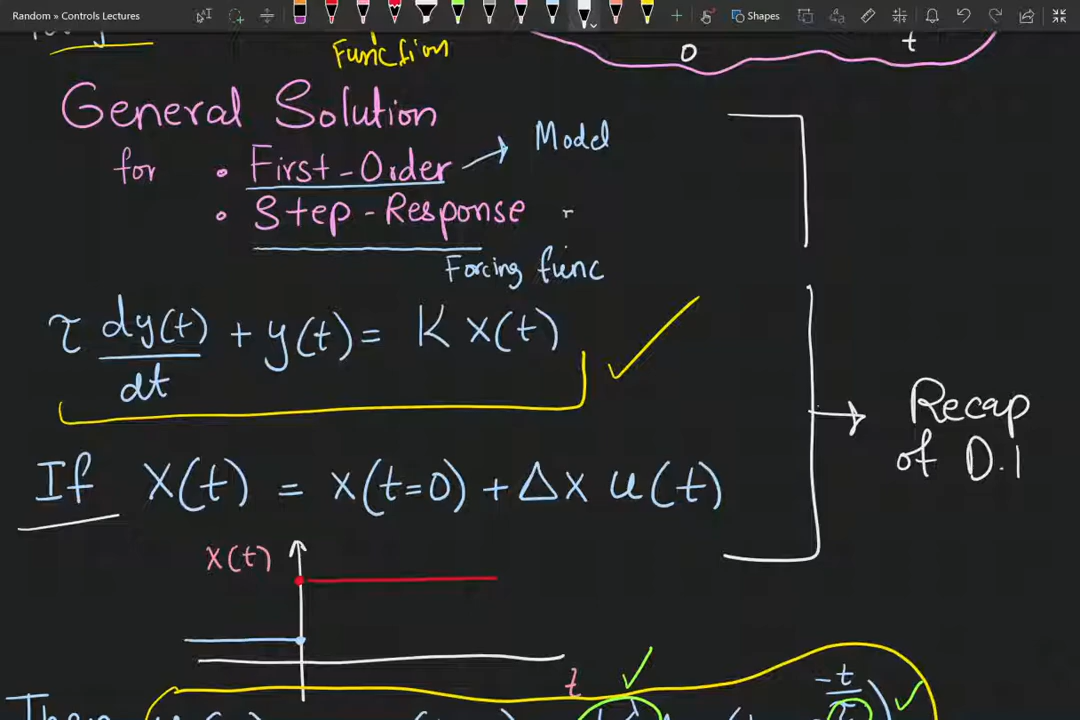 Random » Controls Lectures
Shapes
Function
0 t
General Solution
for • First-Order → Model
• Step-Response
Forcing func
τ dy(t)/dt + y(t) = K x(t)
Recap
of D.1
If X(t) = x(t=0) + Δx u(t)
X(t)
t
-t
τ
Then